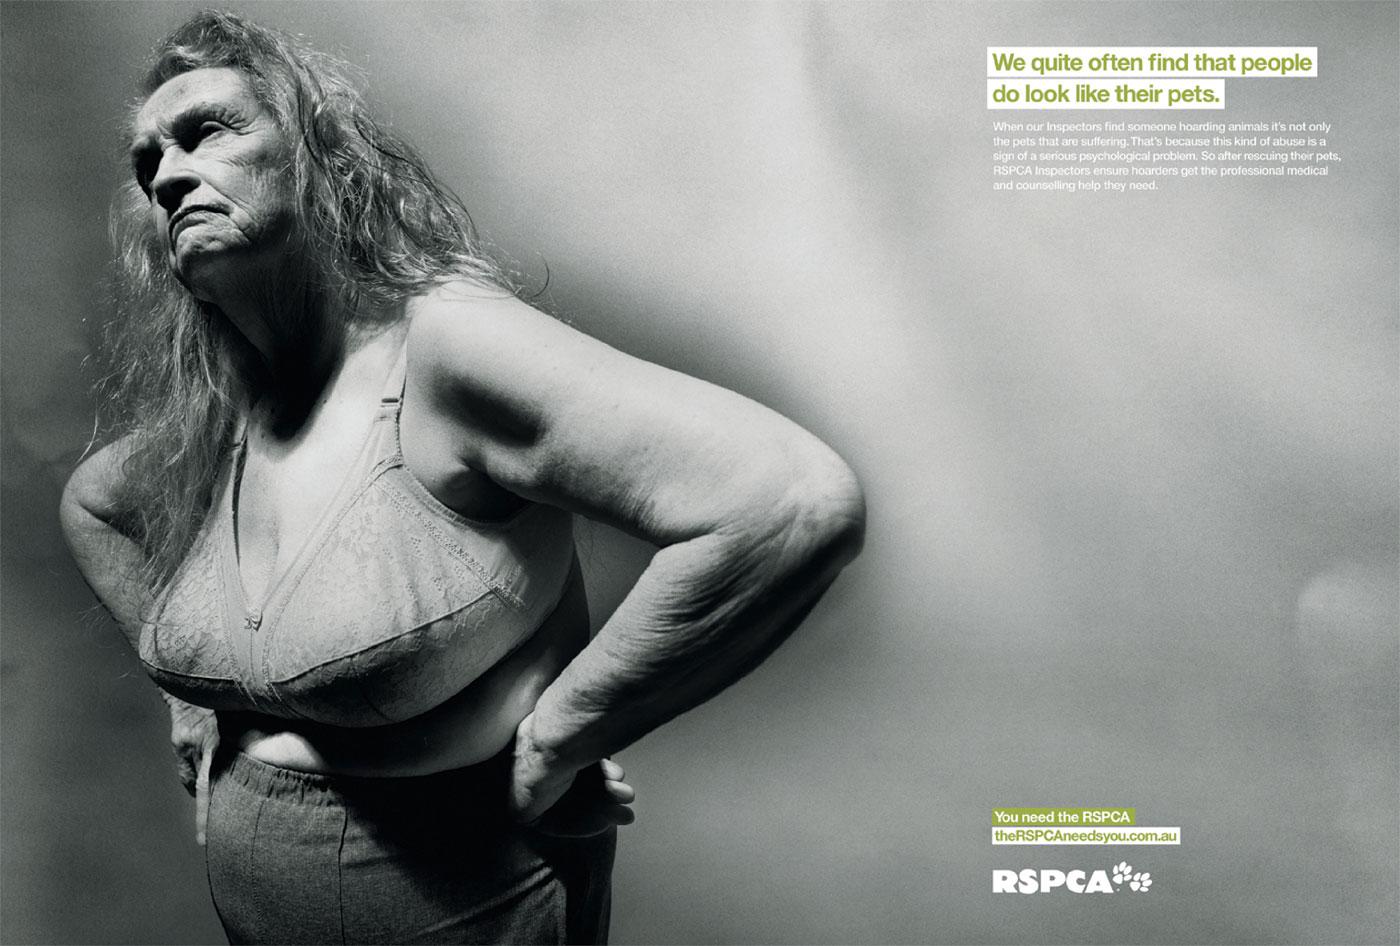 We quite often find that people
do look like their pets.
When our Inspectors find someone hoarding animals it's not only
the pets that are suffering. That's because this kind of abuse is a
sign of a serious psychological problem. So after rescuing their pets,
RSPCA Inspectors ensure hoarders get the professional medical
and counselling help they need.
You need the RSPCA
theRSPCAneedsyou.com.au
RSPCA